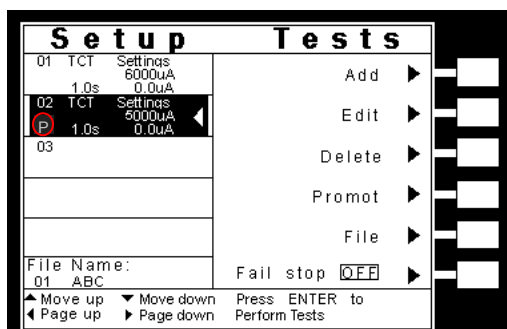 Setup Tests
01 TCT Settings
6000uA
1.0s 0.0uA
02 TCT Settings
5000uA
P 1.0s 0.0uA
03
Add
Edit
Delete
Promot
File
Fail stop OFF
File Name:
01 ABC
Move up Move down
Page up Page down
Press ENTER to
Perform Tests